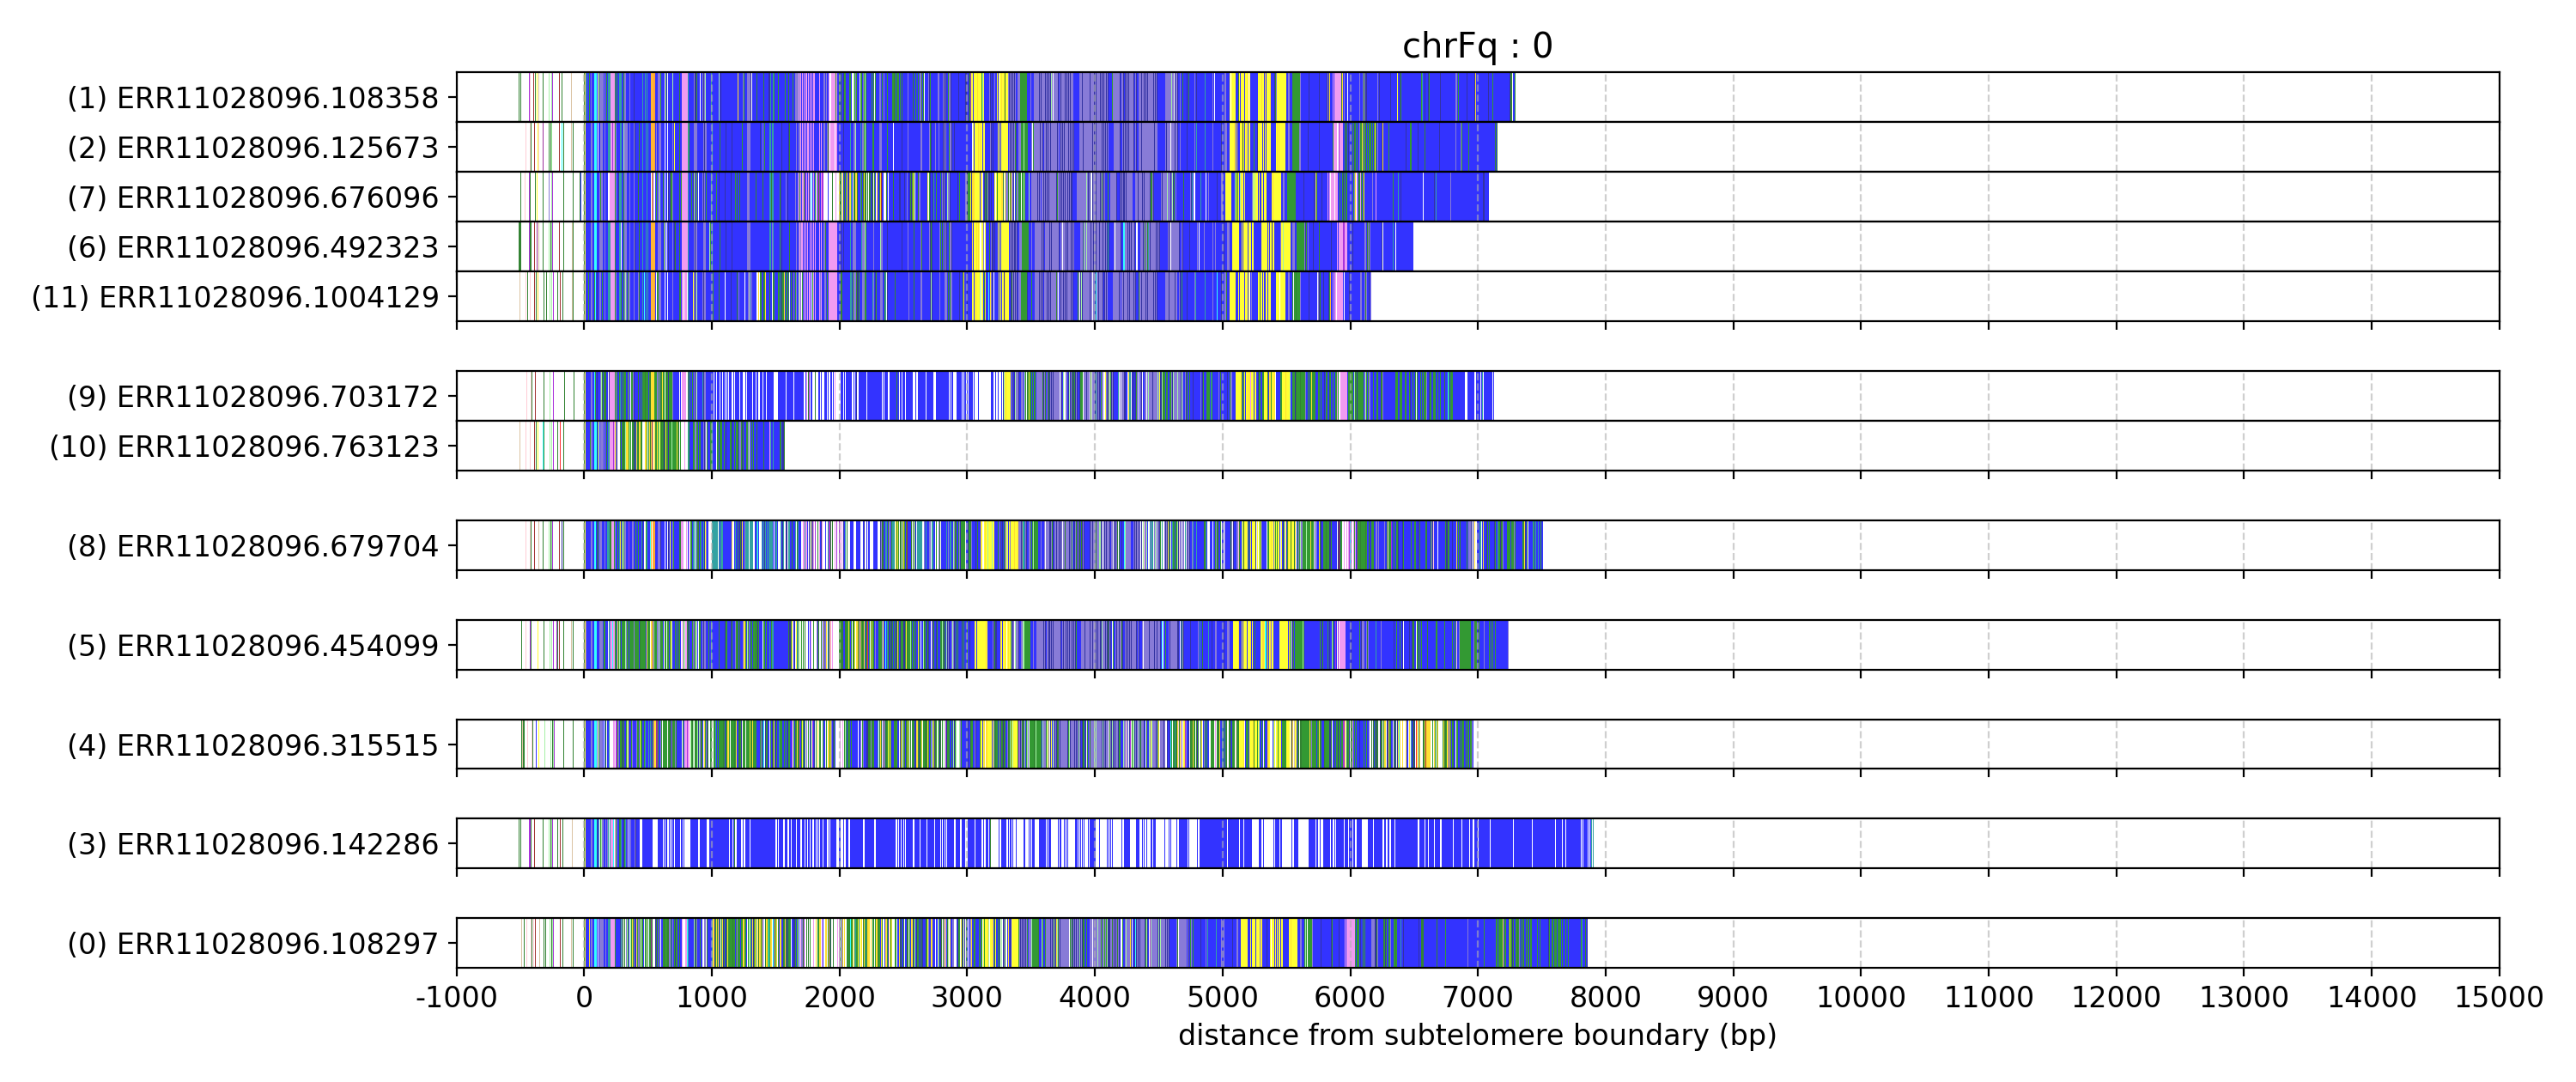 chrFq : 0
(1) ERR11028096.108358
(2) ERR11028096.125673
(7) ERR11028096.676096
(6) ERR11028096.492323
(11) ERR11028096.1004129
(9) ERR11028096.703172
(10) ERR11028096.763123
(8) ERR11028096.679704
(5) ERR11028096.454099
(4) ERR11028096.315515
(3) ERR11028096.142286
(0) ERR11028096.108297
-1000 0 1000 2000 3000 4000 5000 6000 7000 8000 9000 10000 11000 12000 13000 14000 15000
distance from subtelomere boundary (bp)